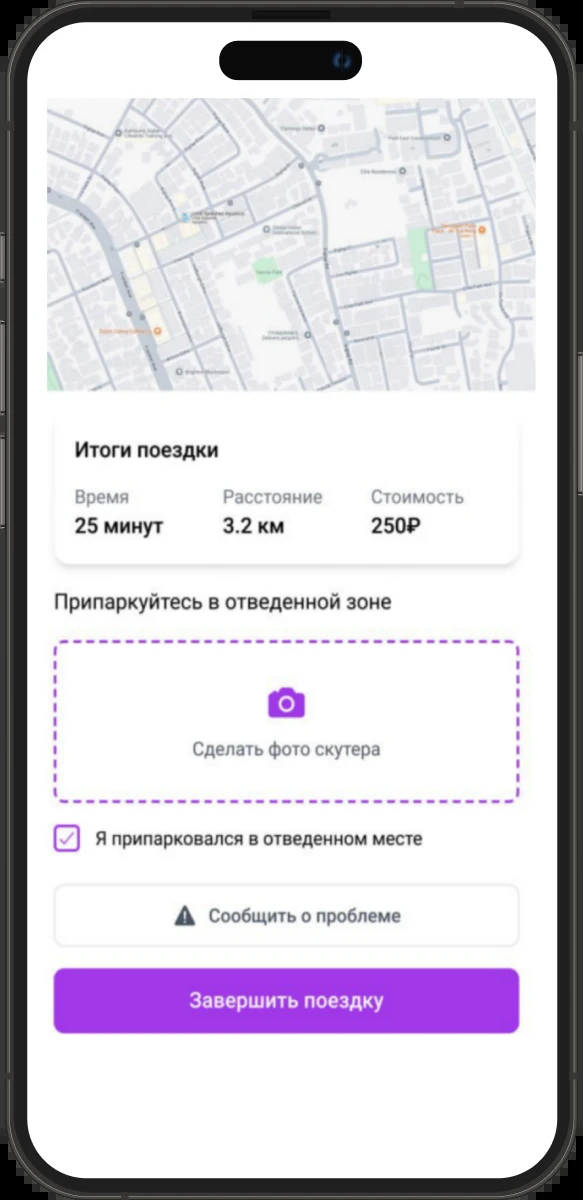 Итоги поездки
Время Расстояние Стоимость
25 минут 3.2 км 250₽
Припаркуйтесь в отведенной зоне
Сделать фото скутера
Я припарковался в отведенном месте
Сообщить о проблеме
Завершить поездку